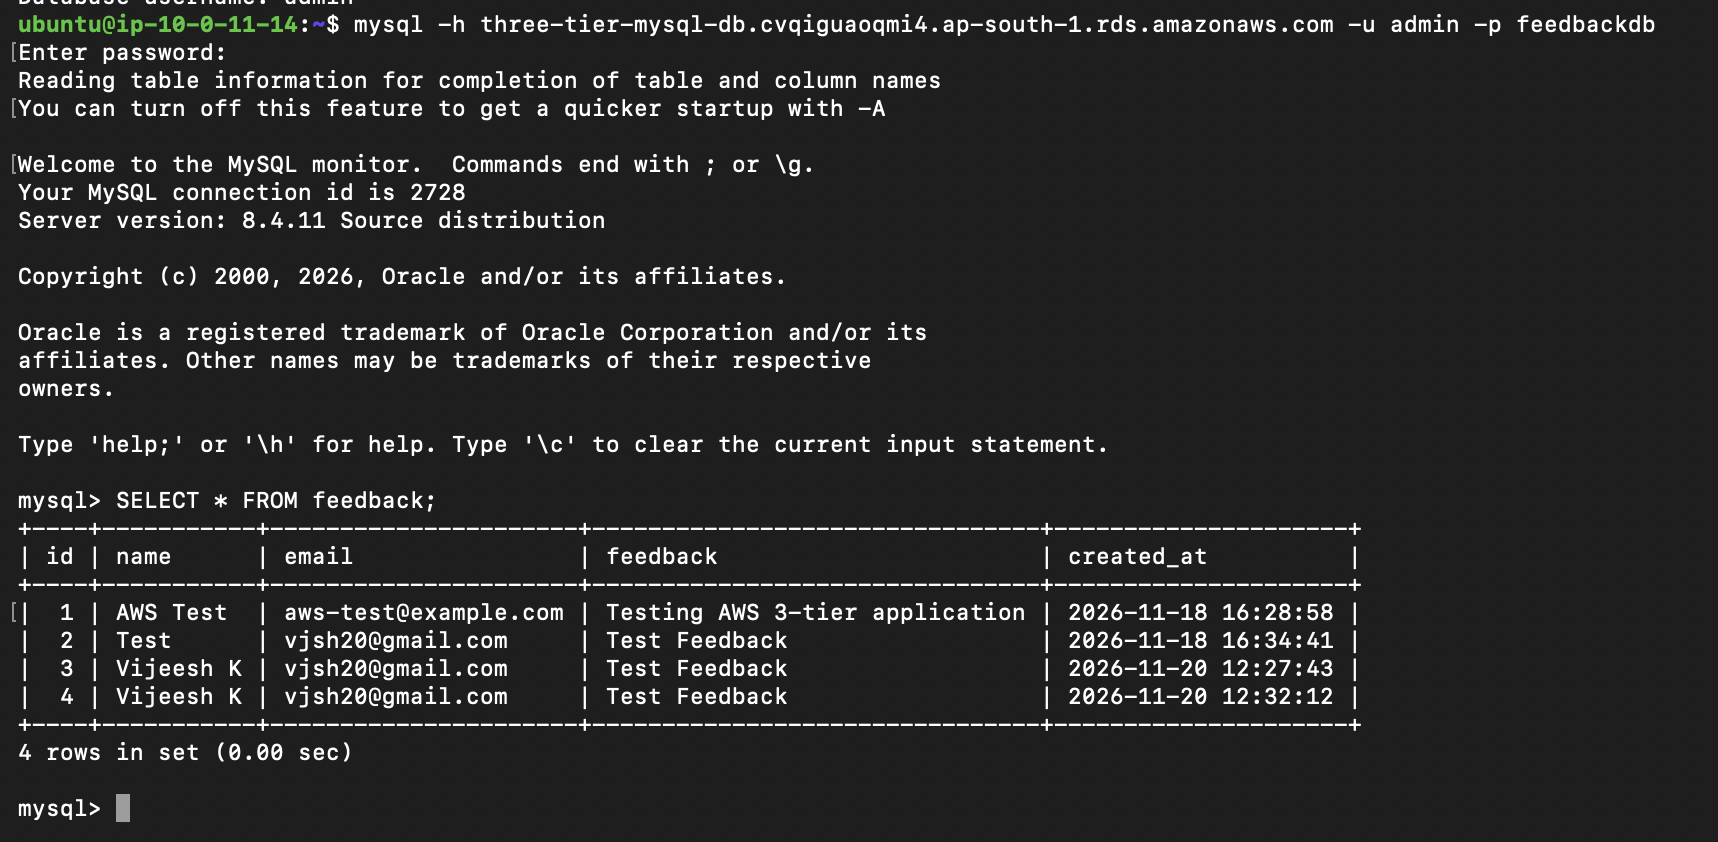 Database username: admin
ubuntu@ip-10-0-11-14:~$ mysql -h three-tier-mysql-db.cvqiguaoqmi4.ap-south-1.rds.amazonaws.com -u admin -p feedbackdb
[Enter password:
Reading table information for completion of table and column names
[You can turn off this feature to get a quicker startup with -A
[Welcome to the MySQL monitor.  Commands end with ; or \g.
Your MySQL connection id is 2728
Server version: 8.4.11 Source distribution
Copyright (c) 2000, 2026, Oracle and/or its affiliates.
Oracle is a registered trademark of Oracle Corporation and/or its
affiliates. Other names may be trademarks of their respective
owners.
Type 'help;' or '\h' for help. Type '\c' to clear the current input statement.
mysql> SELECT * FROM feedback;
+----+-----------+----------------------+--------------------------------+---------------------+
| id | name      | email                | feedback                       | created_at          |
+----+-----------+----------------------+--------------------------------+---------------------+
[|  1 | AWS Test  | aws-test@example.com | Testing AWS 3-tier application | 2026-11-18 16:28:58 |
|  2 | Test      | vjsh20@gmail.com     | Test Feedback                  | 2026-11-18 16:34:41 |
|  3 | Vijeesh K | vjsh20@gmail.com     | Test Feedback                  | 2026-11-20 12:27:43 |
|  4 | Vijeesh K | vjsh20@gmail.com     | Test Feedback                  | 2026-11-20 12:32:12 |
+----+-----------+----------------------+--------------------------------+---------------------+
4 rows in set (0.00 sec)
mysql>